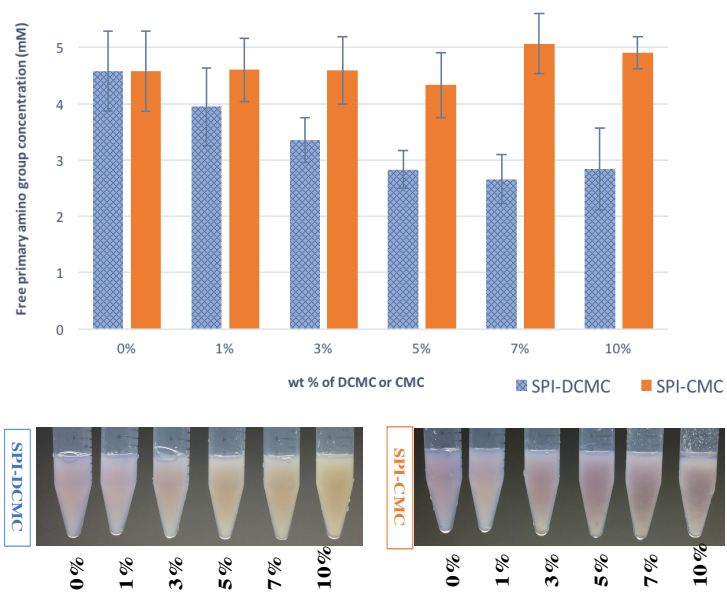 Free primary amino group concentration (mM)
5
4
3
2
1
0
0% 1% 3% 5% 7% 10%
wt % of DCMC or CMC
SPI-DCMC SPI-CMC
SPI-DCMC
SPI-CMC
0% 1% 3% 5% 7% 10%
0% 1% 3% 5% 7% 10%